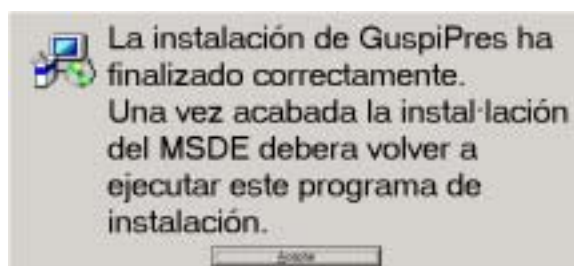 La instalación de GuspiPres ha
finalizado correctamente.
Una vez acabada la instal·lación
del MSDE debera volver a
ejecutar este programa de
instalación.
Aceptar